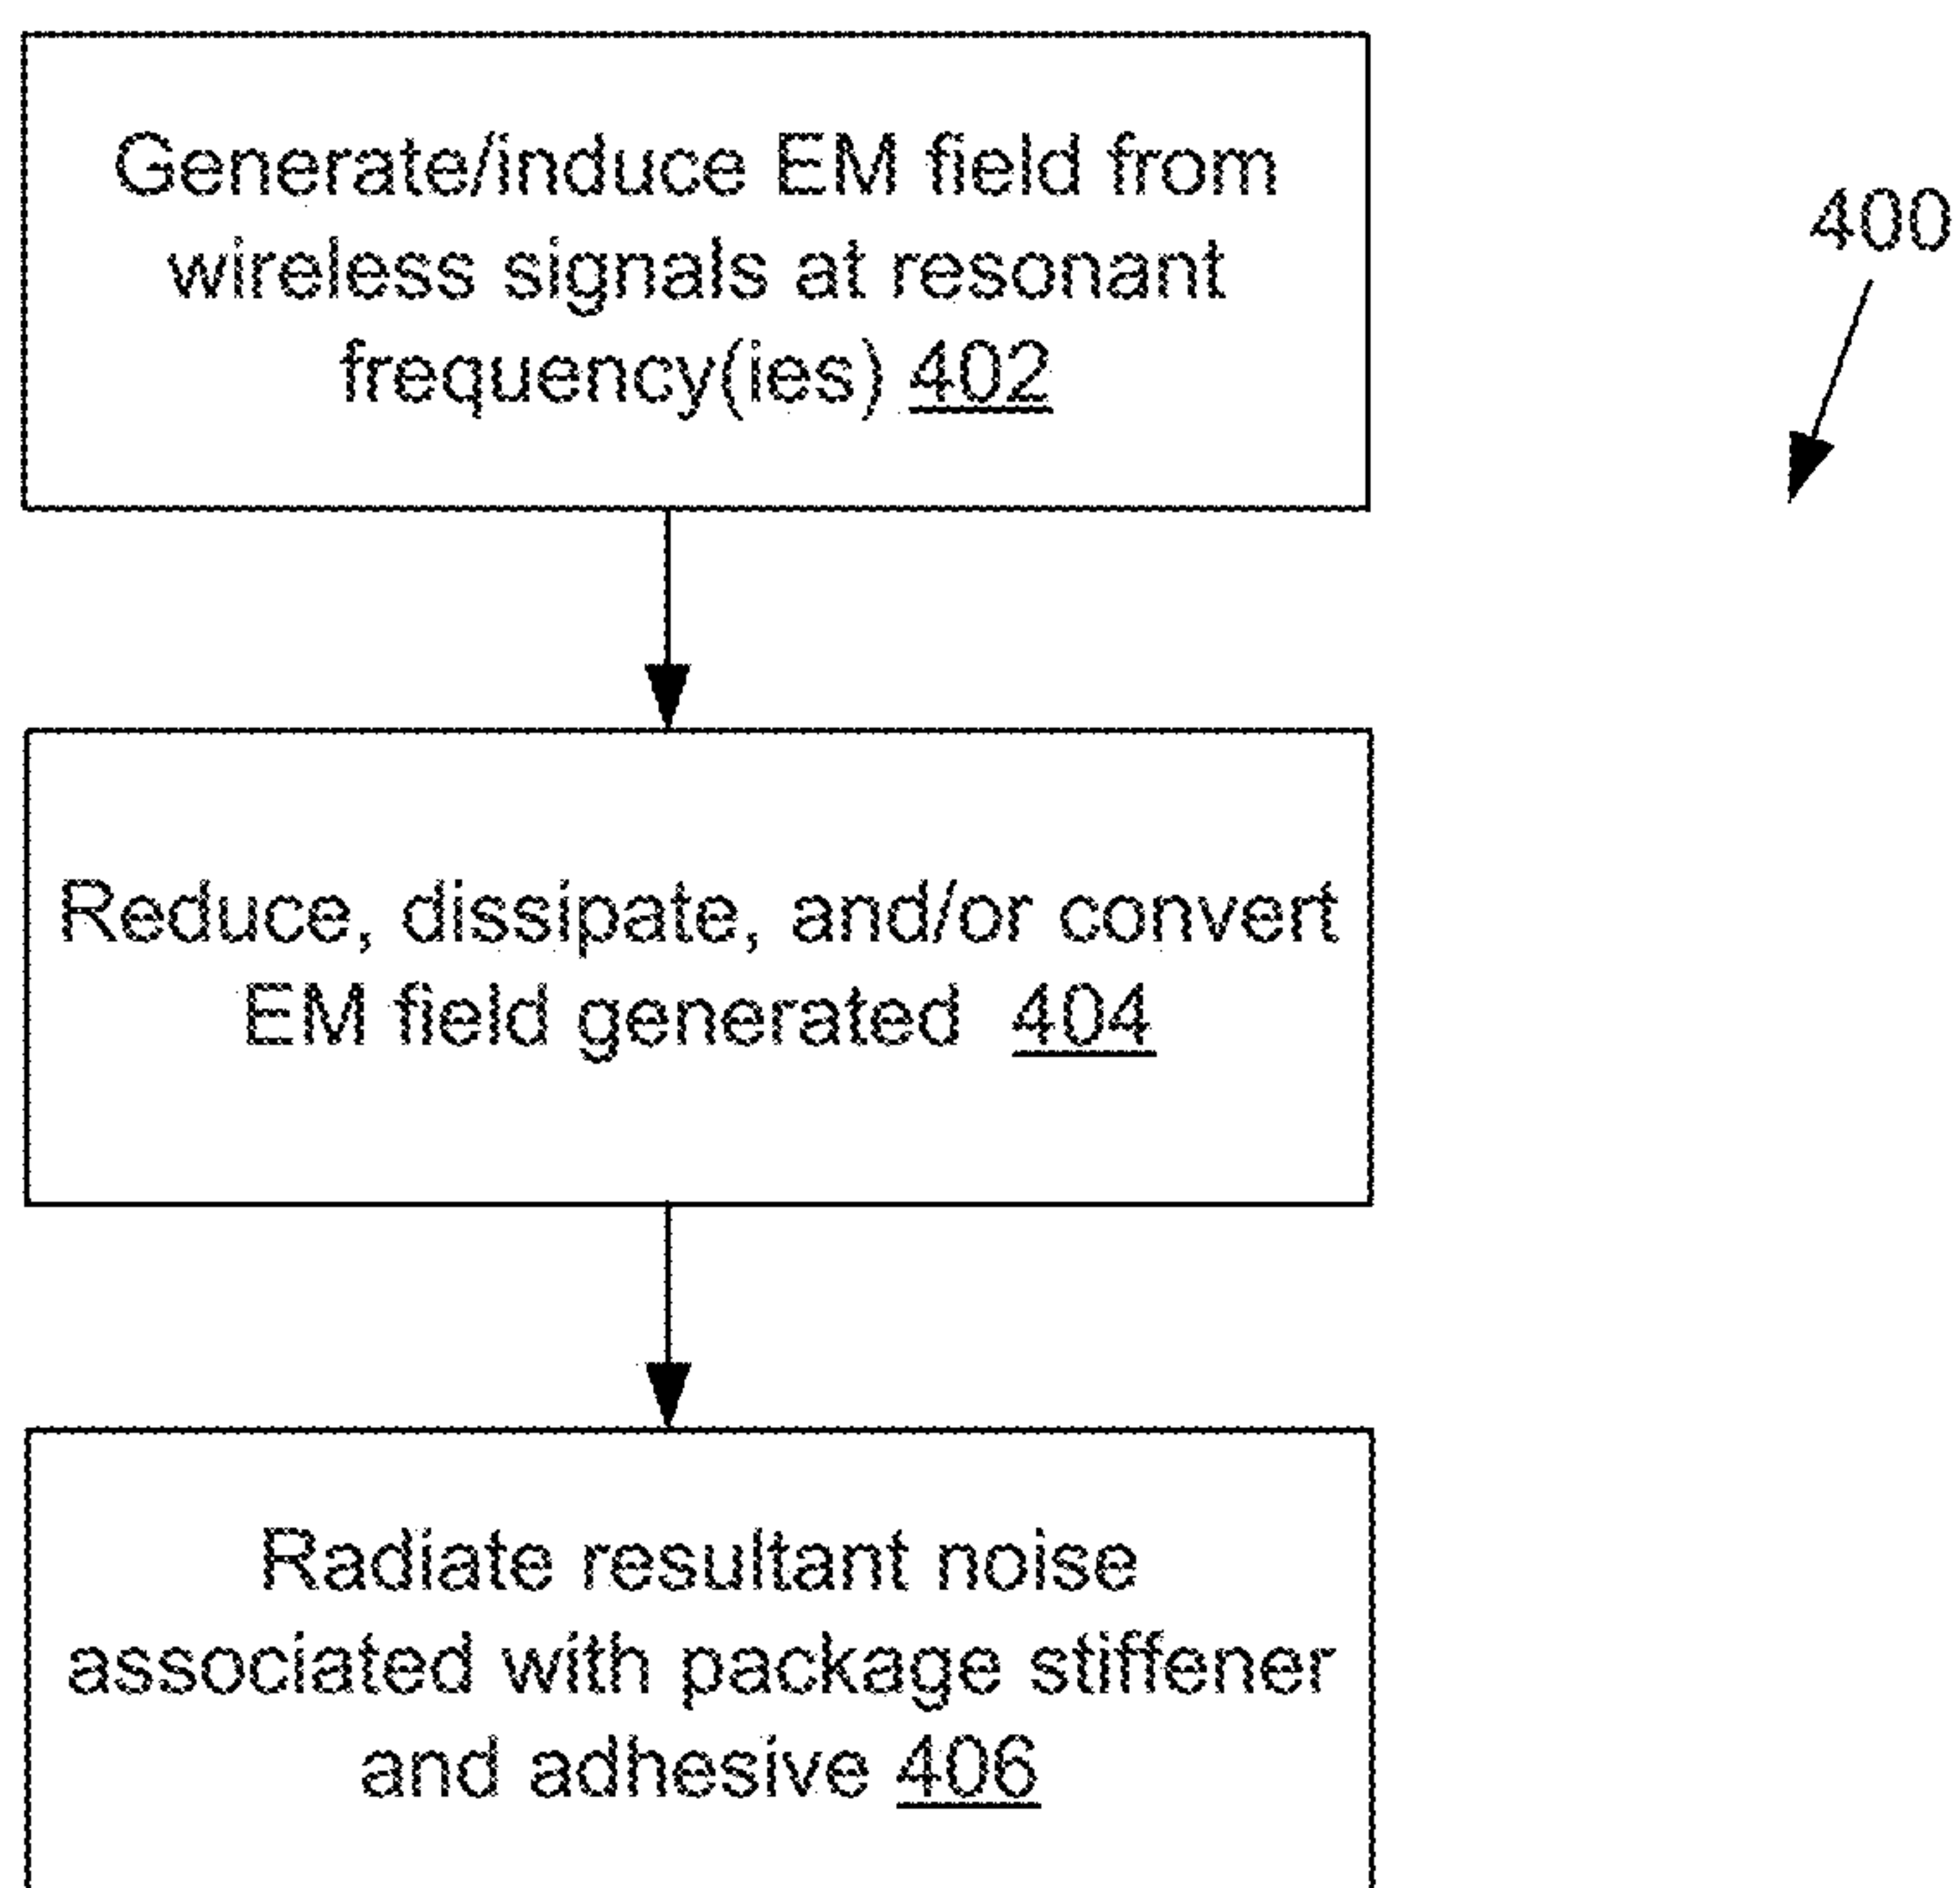 Generate/induce EM field from
wireless signals at resonant
frequency(ies) 402
400
Reduce, dissipate, and/or convert
EM field generated 404
Radiate resultant noise
associated with package stiffener
and adhesive 406